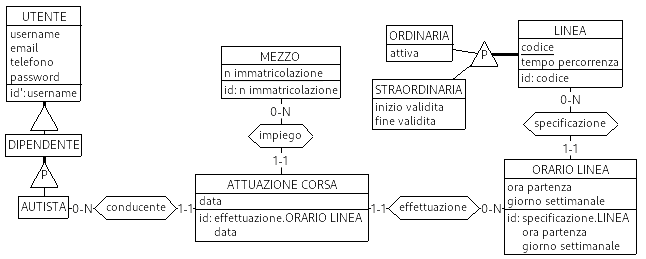 UTENTE
username
email
telefono
password
id':username
DIPENDENTE
P
AUTISTA
0-N
conducente
1-1
MEZZO
n immatricolazione
id: n immatricolazione
0-N
impiego
1-1
ATTUAZIONE CORSA
data
id: effettuazione.ORARIO LINEA
data
1-1
effettuazione
0-N
ORDINARIA
attiva
STRAORDINARIA
inizio validita
fine validita
P
LINEA
codice
tempo percorrenza
id: codice
0-N
specificazione
1-1
ORARIO LINEA
ora partenza
giorno settimanale
id: specificazione.LINEA
ora partenza
giorno settimanale